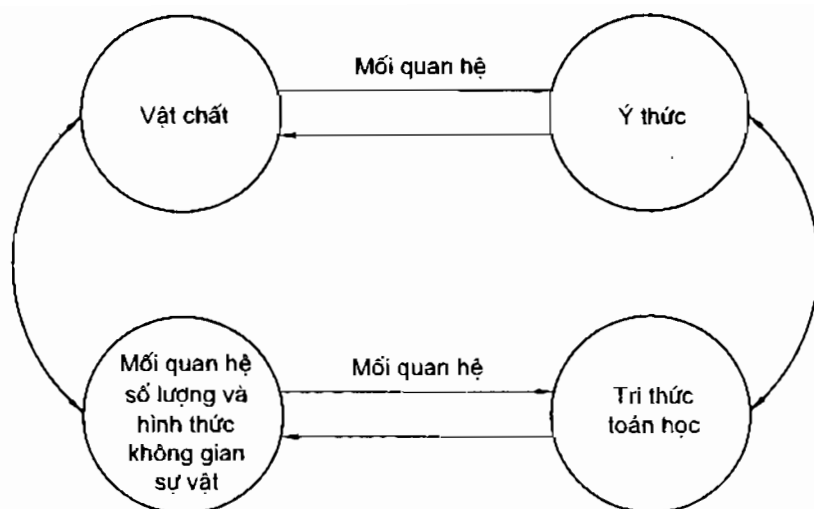 Mối quan hệ
Vật chất
Ý thức
Mối quan hệ
số lượng và
hình thức
không gian
sự vật
Mối quan hệ
Tri thức
toán học